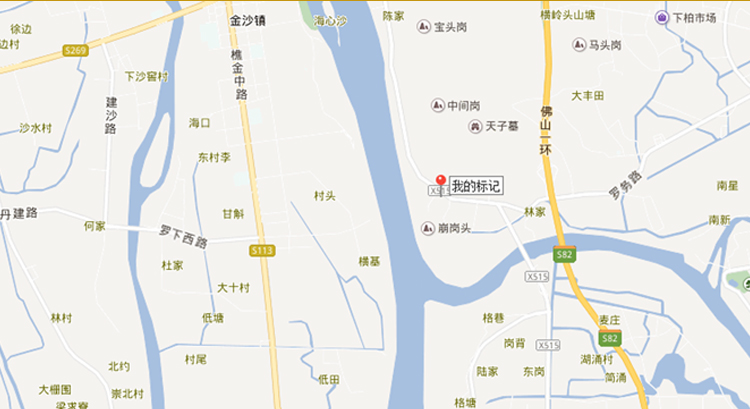 徐边
边村
金沙镇
海心沙
陈家
宝头岗
横岭头山塘
下柏市场
马头岗
S269
下沙窖村
樵金中路
建沙路
中间岗
大丰田
沙水村
海口
天子墓
佛山一环
东村李
我的标记
X515
罗务路
南星
村头
丹建路
甘斛
林家
南新
何家
罗下西路
崩岗头
S113
S82
杜家
横基
X515
大十村
林村
低塘
格巷
麦庄
S82
岗背
X515
村尾
湖涌村
北约
陆家
东岗
低田
简涌
大棚围
崇北村
格塘